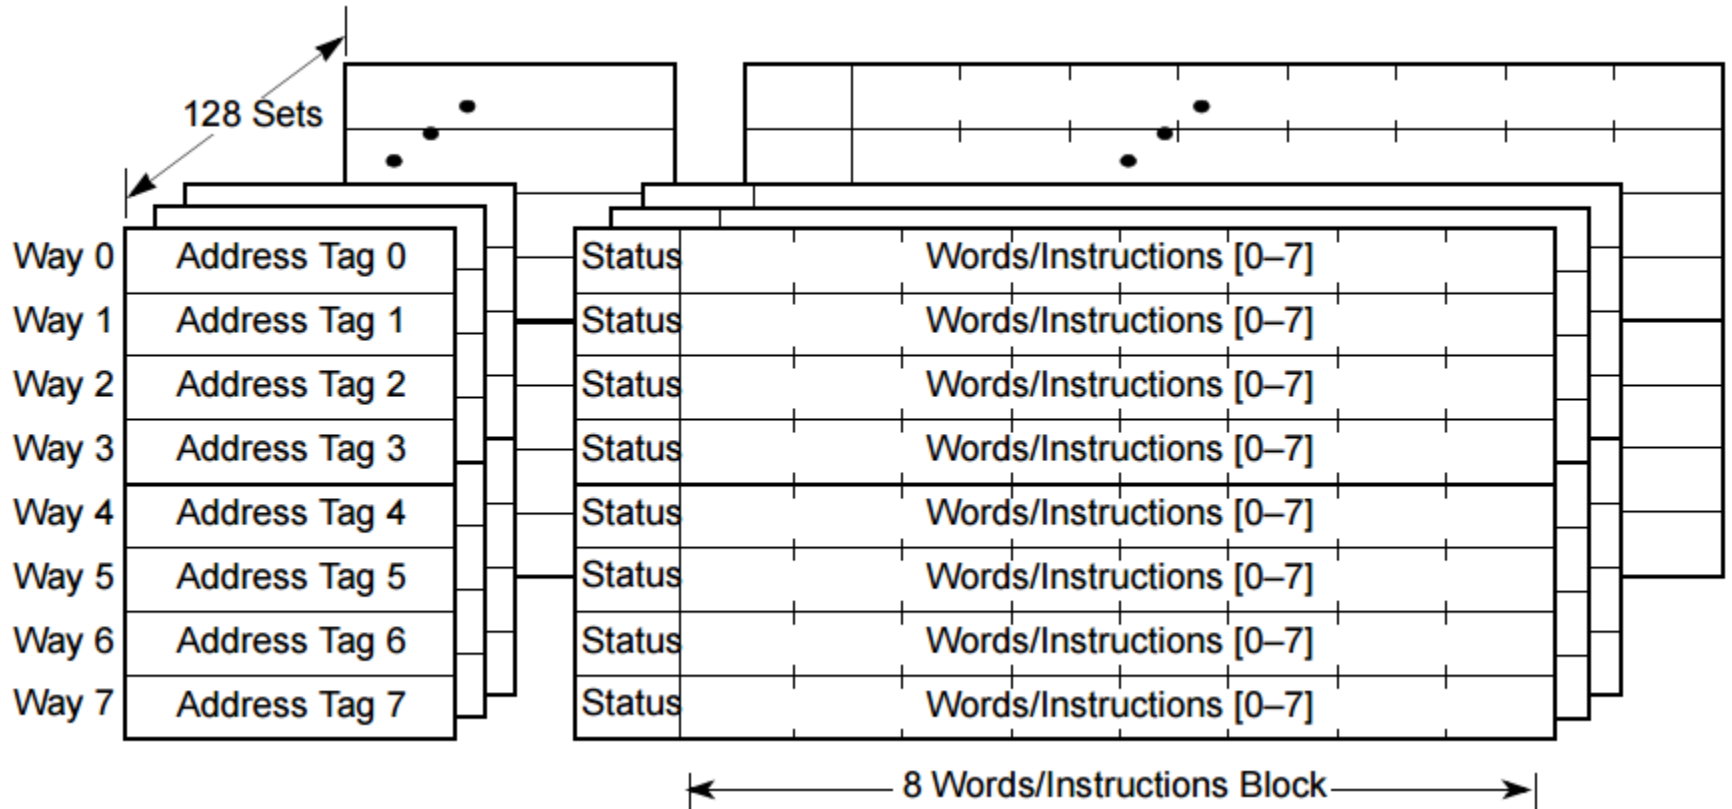 128 Sets
Way 0 Address Tag 0 Status Words/Instructions [0–7]
Way 1 Address Tag 1 Status Words/Instructions [0–7]
Way 2 Address Tag 2 Status Words/Instructions [0–7]
Way 3 Address Tag 3 Status Words/Instructions [0–7]
Way 4 Address Tag 4 Status Words/Instructions [0–7]
Way 5 Address Tag 5 Status Words/Instructions [0–7]
Way 6 Address Tag 6 Status Words/Instructions [0–7]
Way 7 Address Tag 7 Status Words/Instructions [0–7]
8 Words/Instructions Block